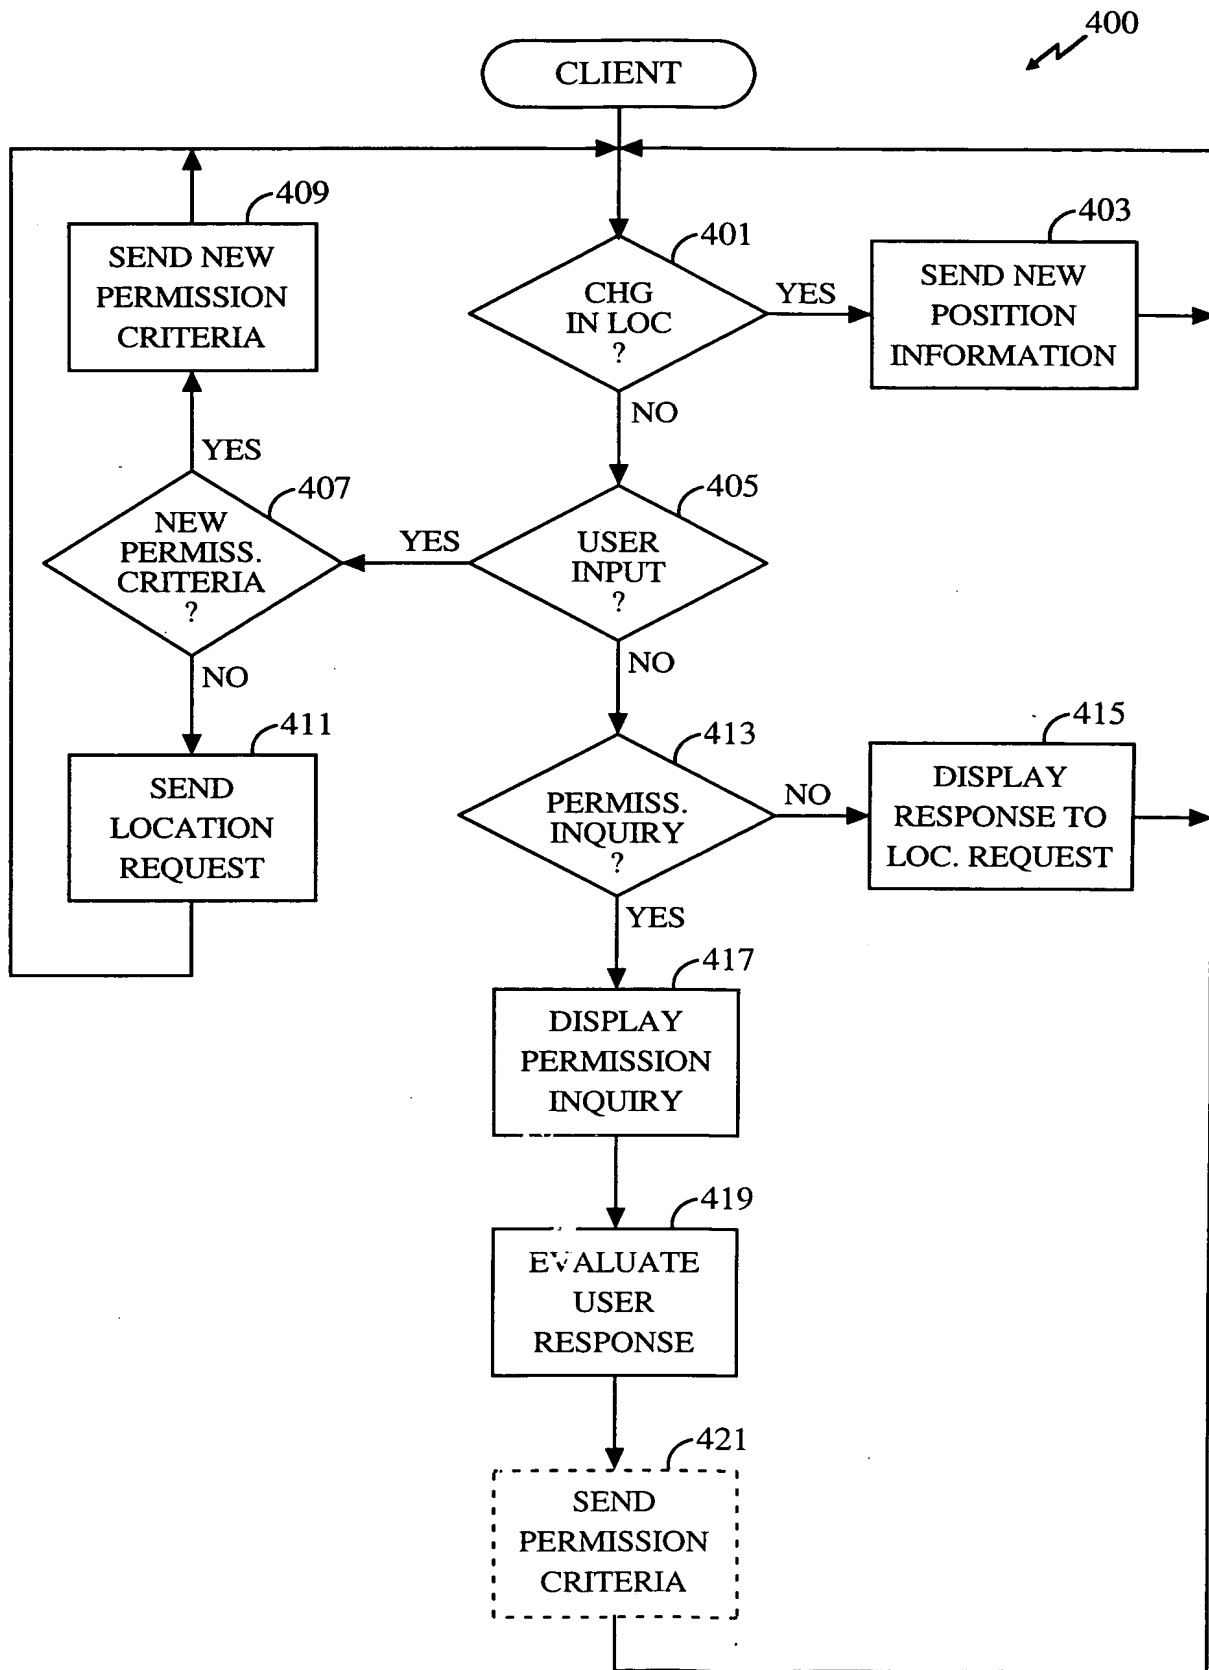 400
CLIENT
409
SEND NEW
PERMISSION
CRITERIA
401
CHG
IN LOC
?
YES
403
SEND NEW
POSITION
INFORMATION
NO
YES
407
NEW
PERMISS.
CRITERIA
?
YES
405
USER
INPUT
?
NO
NO
411
SEND
LOCATION
REQUEST
413
PERMISS.
INQUIRY
?
NO
415
DISPLAY
RESPONSE TO
LOC. REQUEST
YES
417
DISPLAY
PERMISSION
INQUIRY
419
EVALUATE
USER
RESPONSE
421
SEND
PERMISSION
CRITERIA